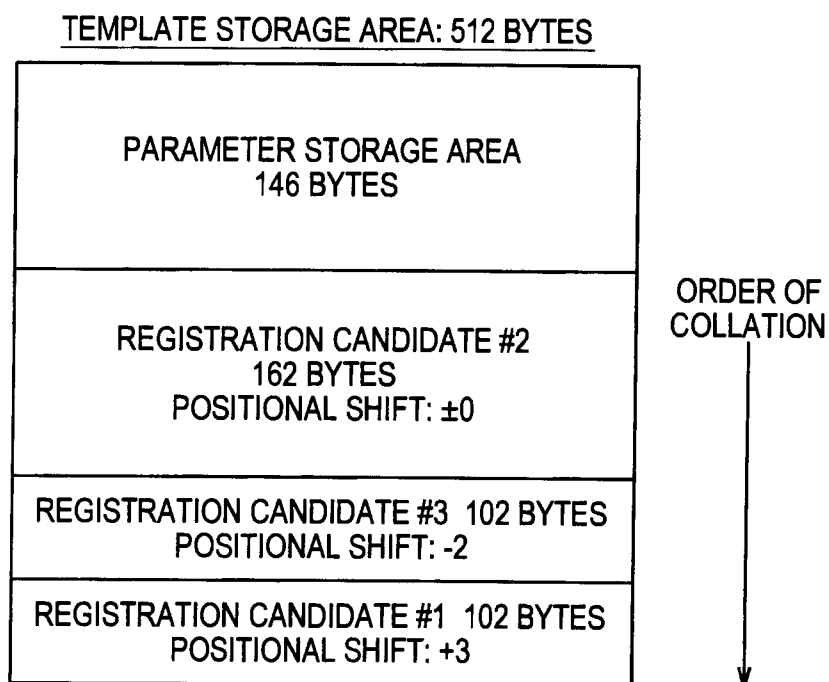 TEMPLATE STORAGE AREA: 512 BYTES
PARAMETER STORAGE AREA
146 BYTES
REGISTRATION CANDIDATE #2
162 BYTES
POSITIONAL SHIFT: ±0
REGISTRATION CANDIDATE #3 102 BYTES
POSITIONAL SHIFT: -2
REGISTRATION CANDIDATE #1 102 BYTES
POSITIONAL SHIFT: +3
ORDER OF
COLLATION